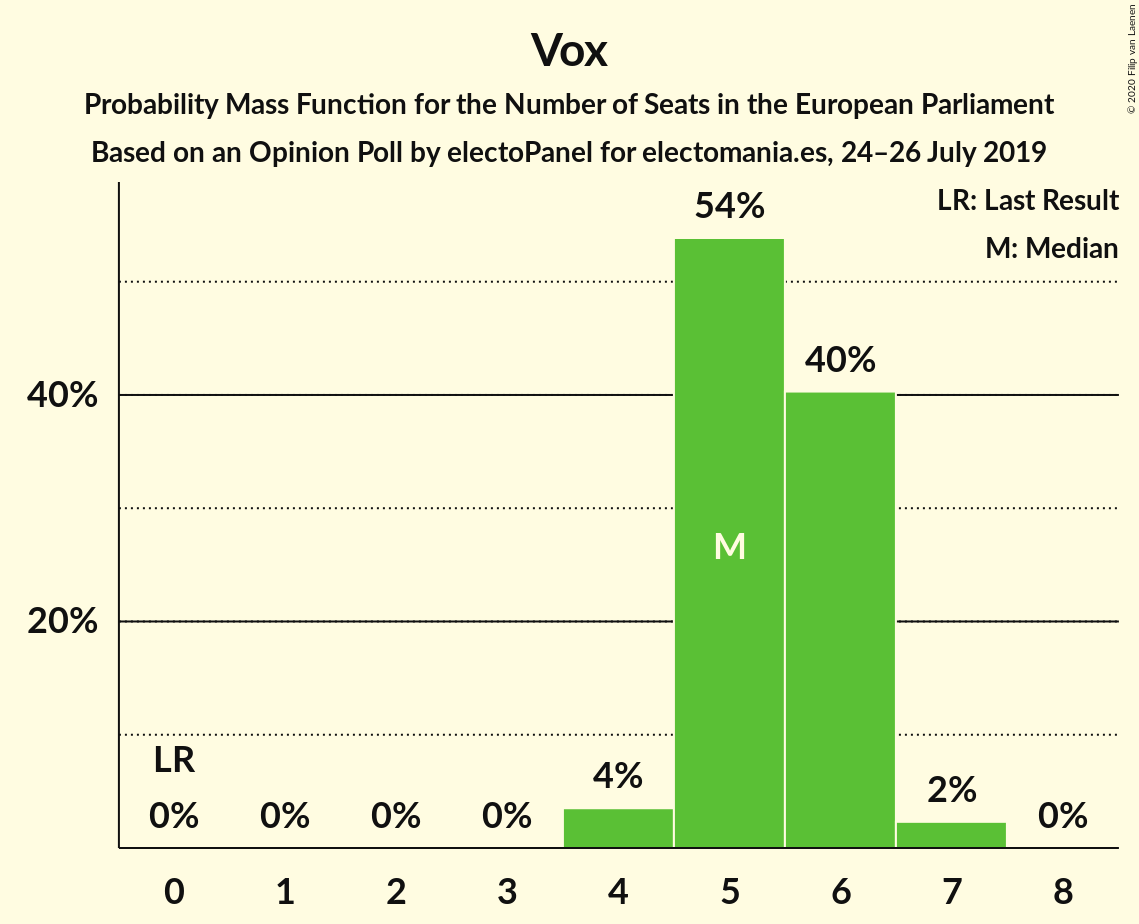 Vox
Probability Mass Function for the Number of Seats in the European Parliament
Based on an Opinion Poll by electoPanel for electomania.es, 24–26 July 2019
© 2020 Filip van Laenen
LR: Last Result
M: Median
54%
40%
40%
M
20%
LR
0%
0%
0%
0%
4%
2%
0%
0
1
2
3
4
5
6
7
8